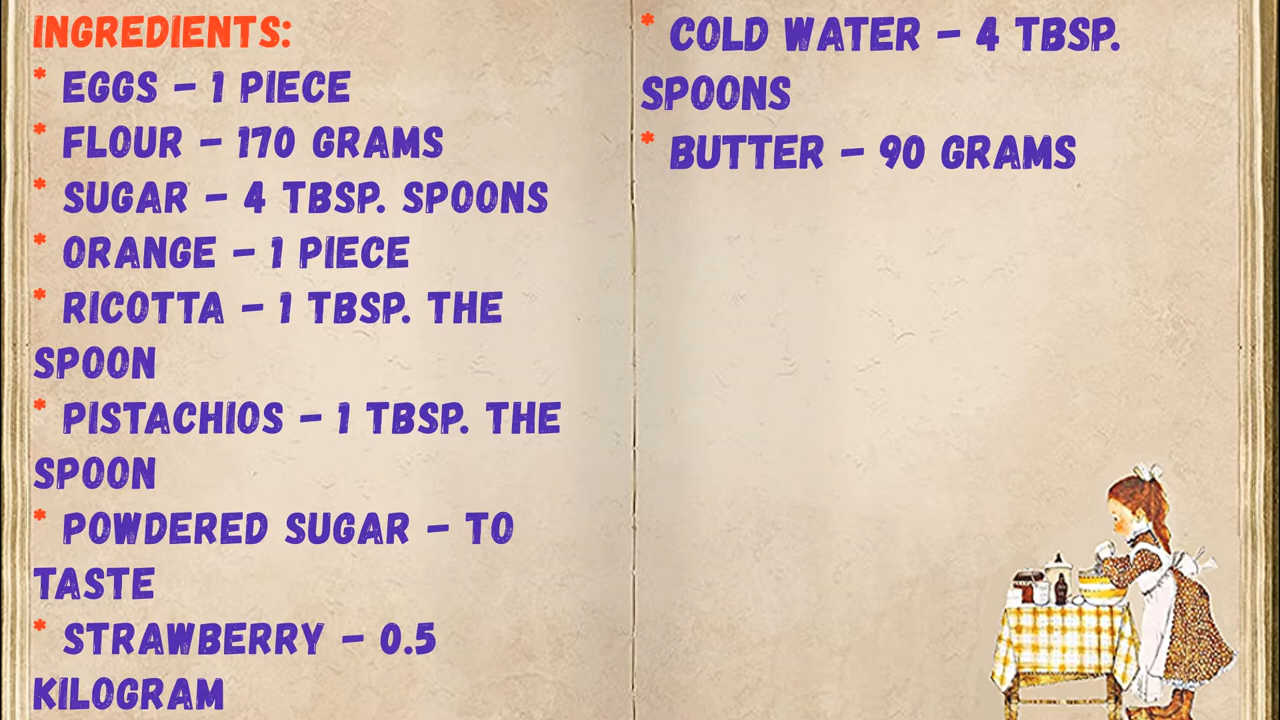 INGREDIENTS:
* EGGS – 1 PIECE
* FLOUR – 170 GRAMS
* SUGAR – 4 TBSP. SPOONS
* ORANGE – 1 PIECE
* RICOTTA – 1 TBSP. THE
SPOON
* PISTACHIOS – 1 TBSP. THE
SPOON
* POWDERED SUGAR – TO
TASTE
* STRAWBERRY – 0.5
KILOGRAM
* COLD WATER – 4 TBSP.
SPOONS
* BUTTER – 90 GRAMS